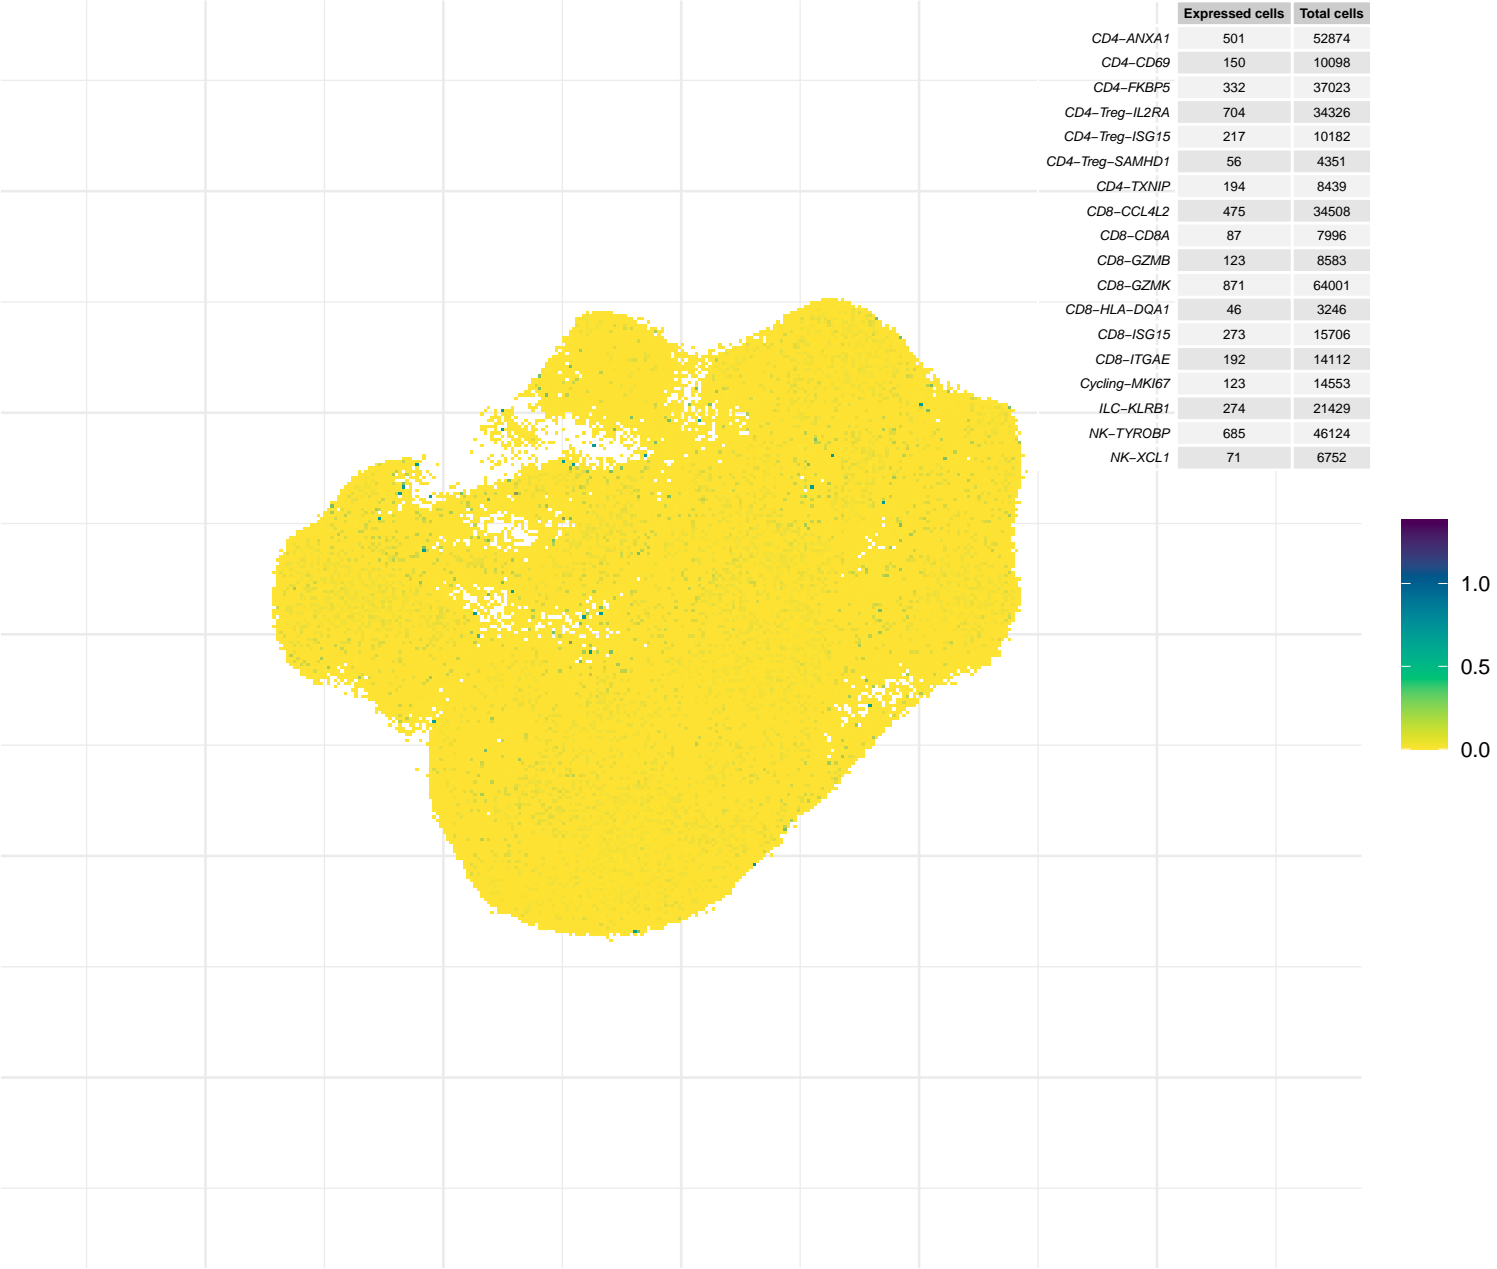 Expressed cells Total cells
CD4−ANXA1 501 52874
CD4−CD69 150 10098
CD4−FKBP5 332 37023
CD4−Treg−IL2RA 704 34326
CD4−Treg−ISG15 217 10182
CD4−Treg−SAMHD1 56 4351
CD4−TXNIP 194 8439
CD8−CCL4L2 475 34508
CD8−CD8A 87 7996
CD8−GZMB 123 8583
CD8−GZMK 871 64001
CD8−HLA−DQA1 46 3246
CD8−ISG15 273 15706
CD8−ITGAE 192 14112
Cycling−MKI67 123 14553
ILC−KLRB1 274 21429
NK−TYROBP 685 46124
NK−XCL1 71 6752
1.0
0.5
0.0